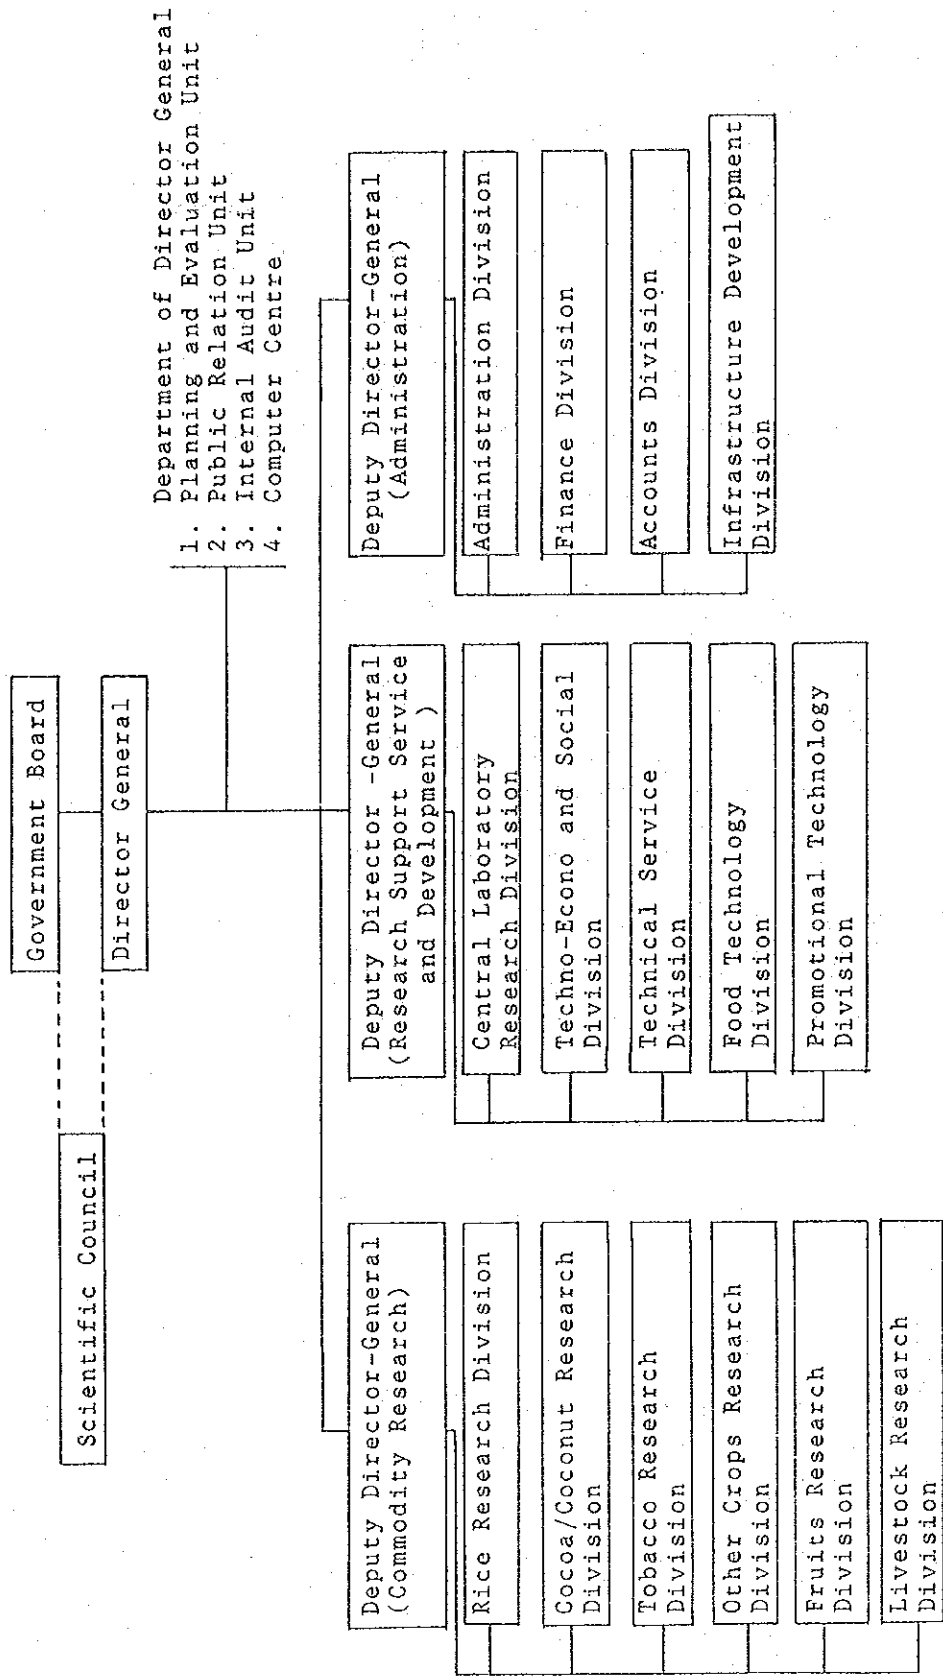 Government Board
Scientific Council
Director General
Department of Director General
1. Planning and Evaluation Unit
2. Public Relation Unit
3. Internal Audit Unit
4. Computer Centre
Deputy Director-General
(Commodity Research)
Rice Research Division
Cocoa/Coconut Research
Division
Tobacco Research
Division
Other Crops Research
Division
Fruits Research
Division
Livestock Research
Division
Deputy Director -General
(Research Support Service
and Development )
Central Laboratory
Research Division
Techno-Econo and Social
Division
Technical Service
Division
Food Technology
Division
Promotional Technology
Division
Deputy Director-General
(Administration)
Administration Division
Finance Division
Accounts Division
Infrastructure Development
Division